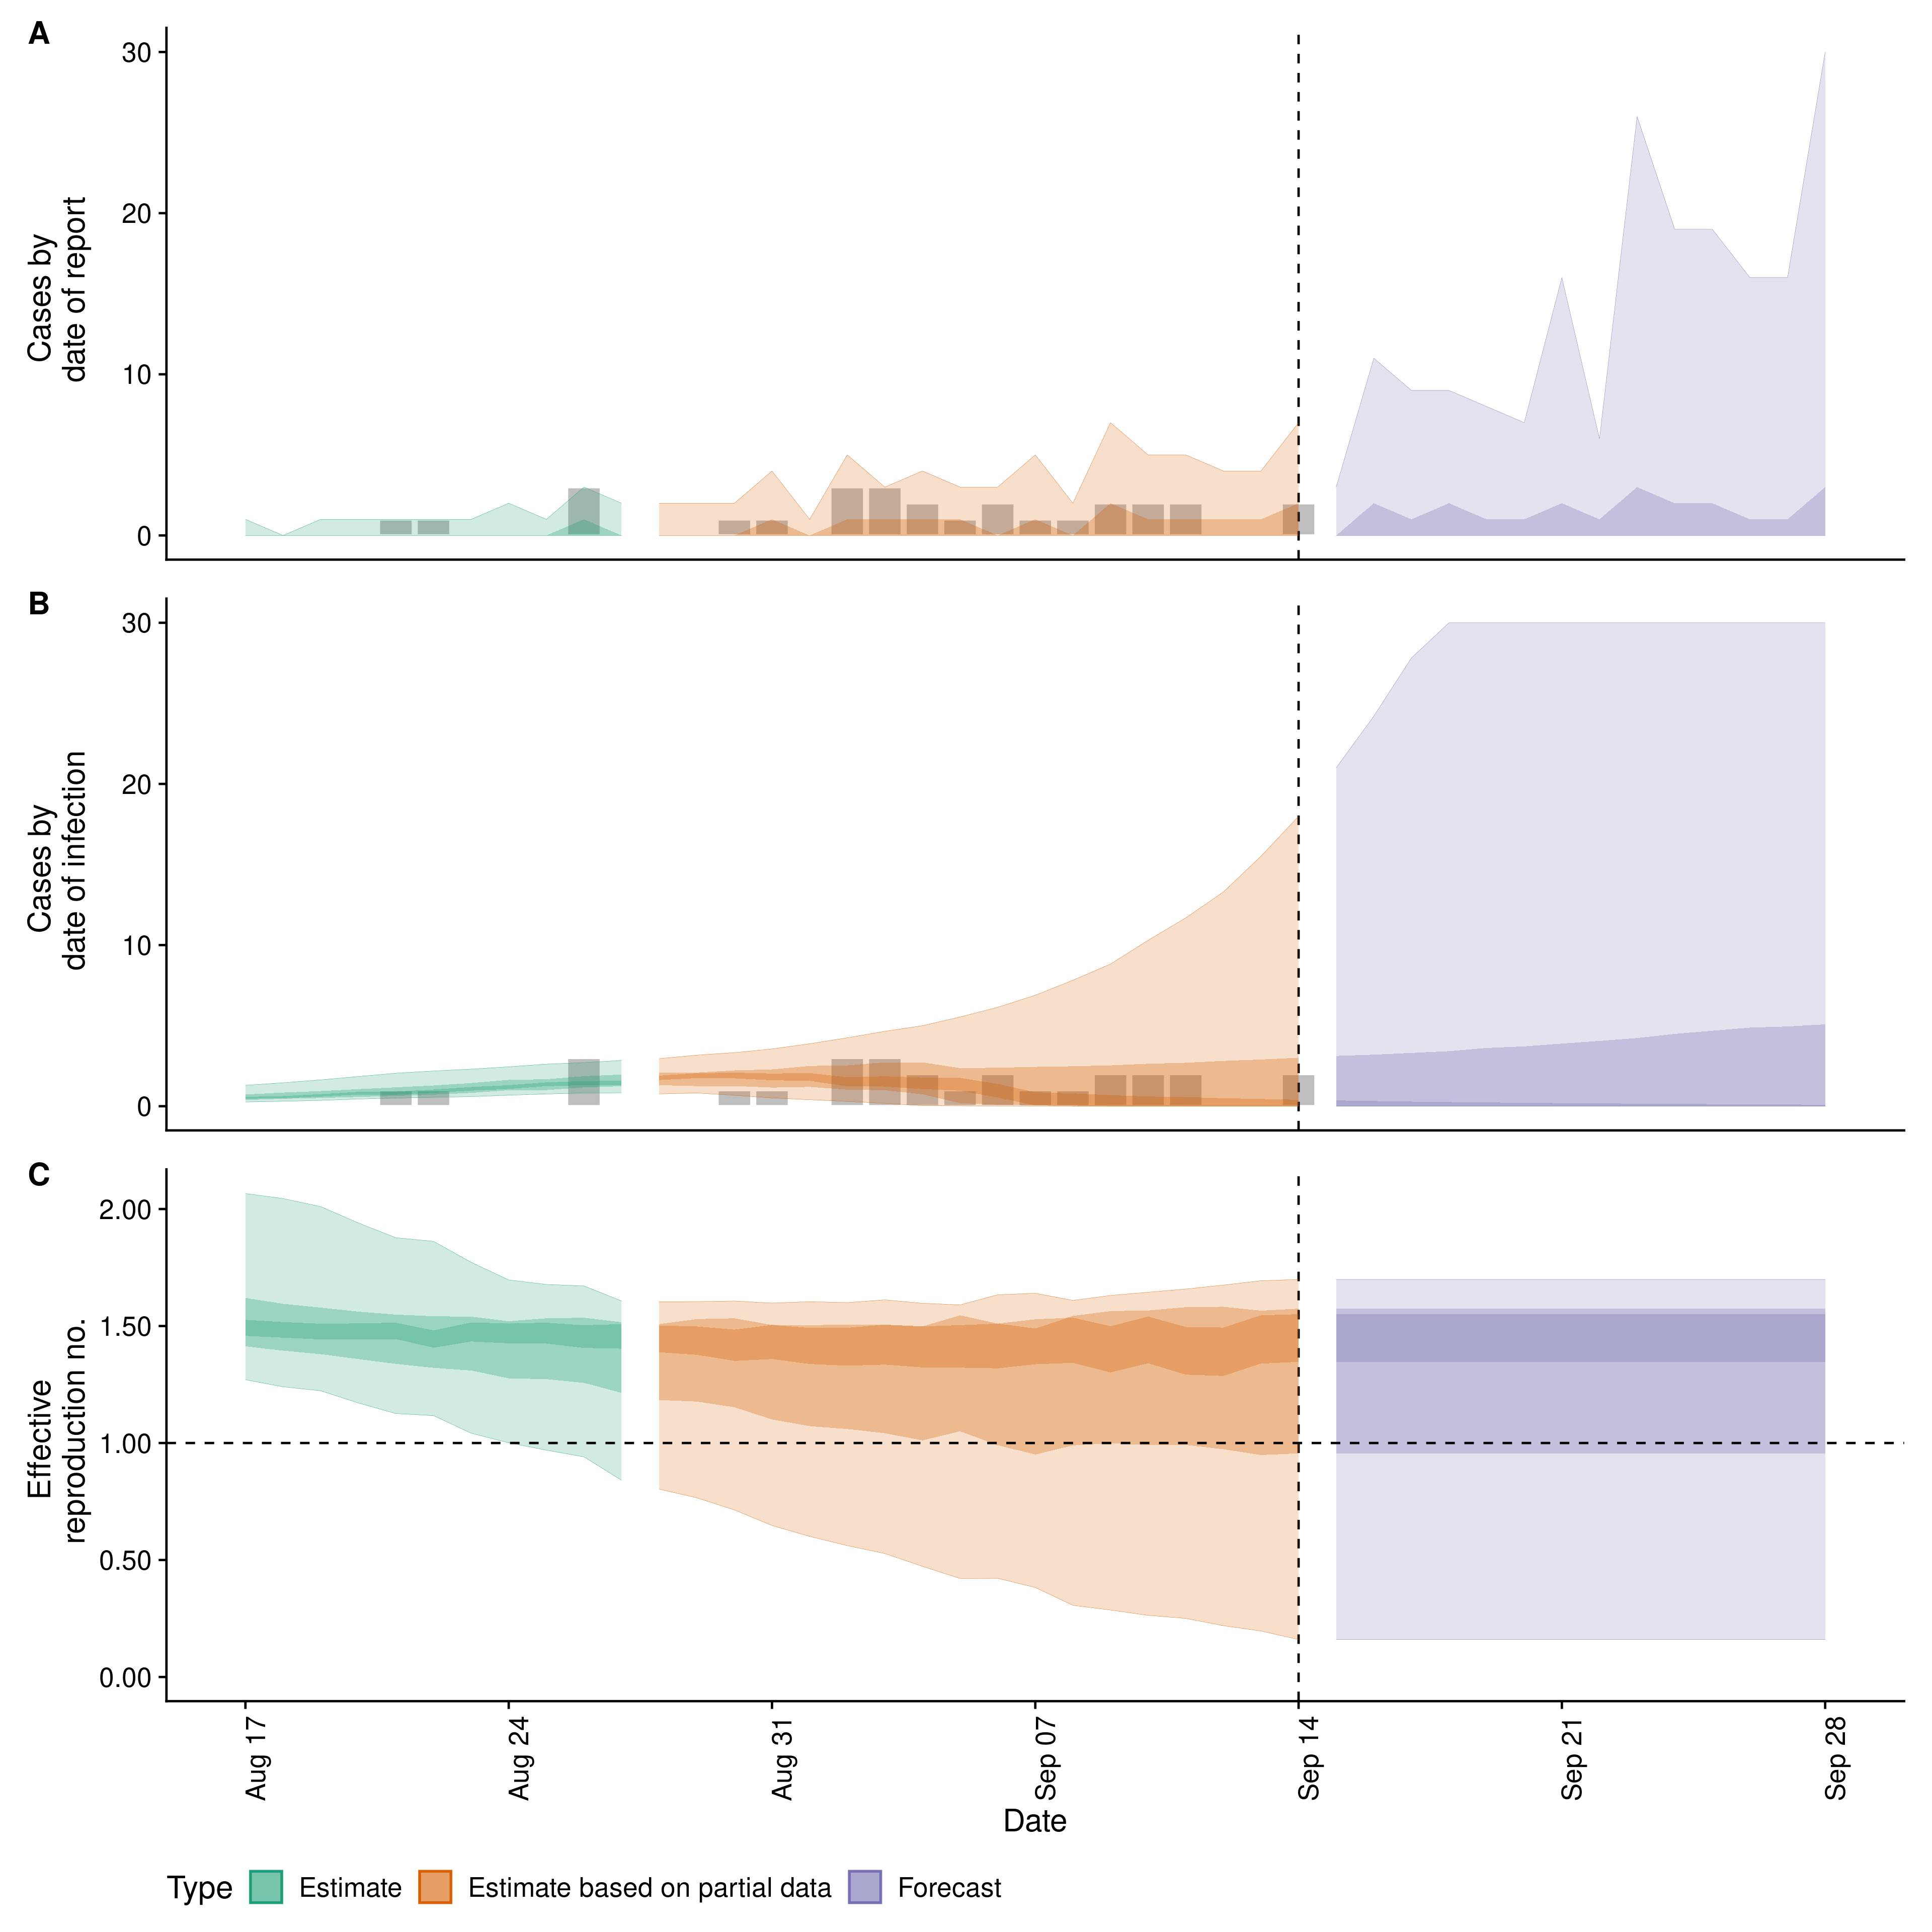 A
30
20
10
0
Cases by
date of report
B
30
20
10
0
Cases by
date of infection
C
2.00
1.50
1.00
0.50
0.00
Effective
reproduction no.
Aug 17
Aug 24
Aug 31
Sep 07
Sep 14
Sep 21
Sep 28
Date
Type Estimate Estimate based on partial data Forecast